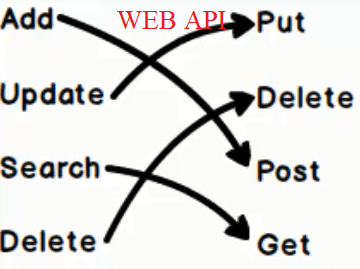 WEB API
Add
Put
Update
Delete
Search
Post
Delete
Get